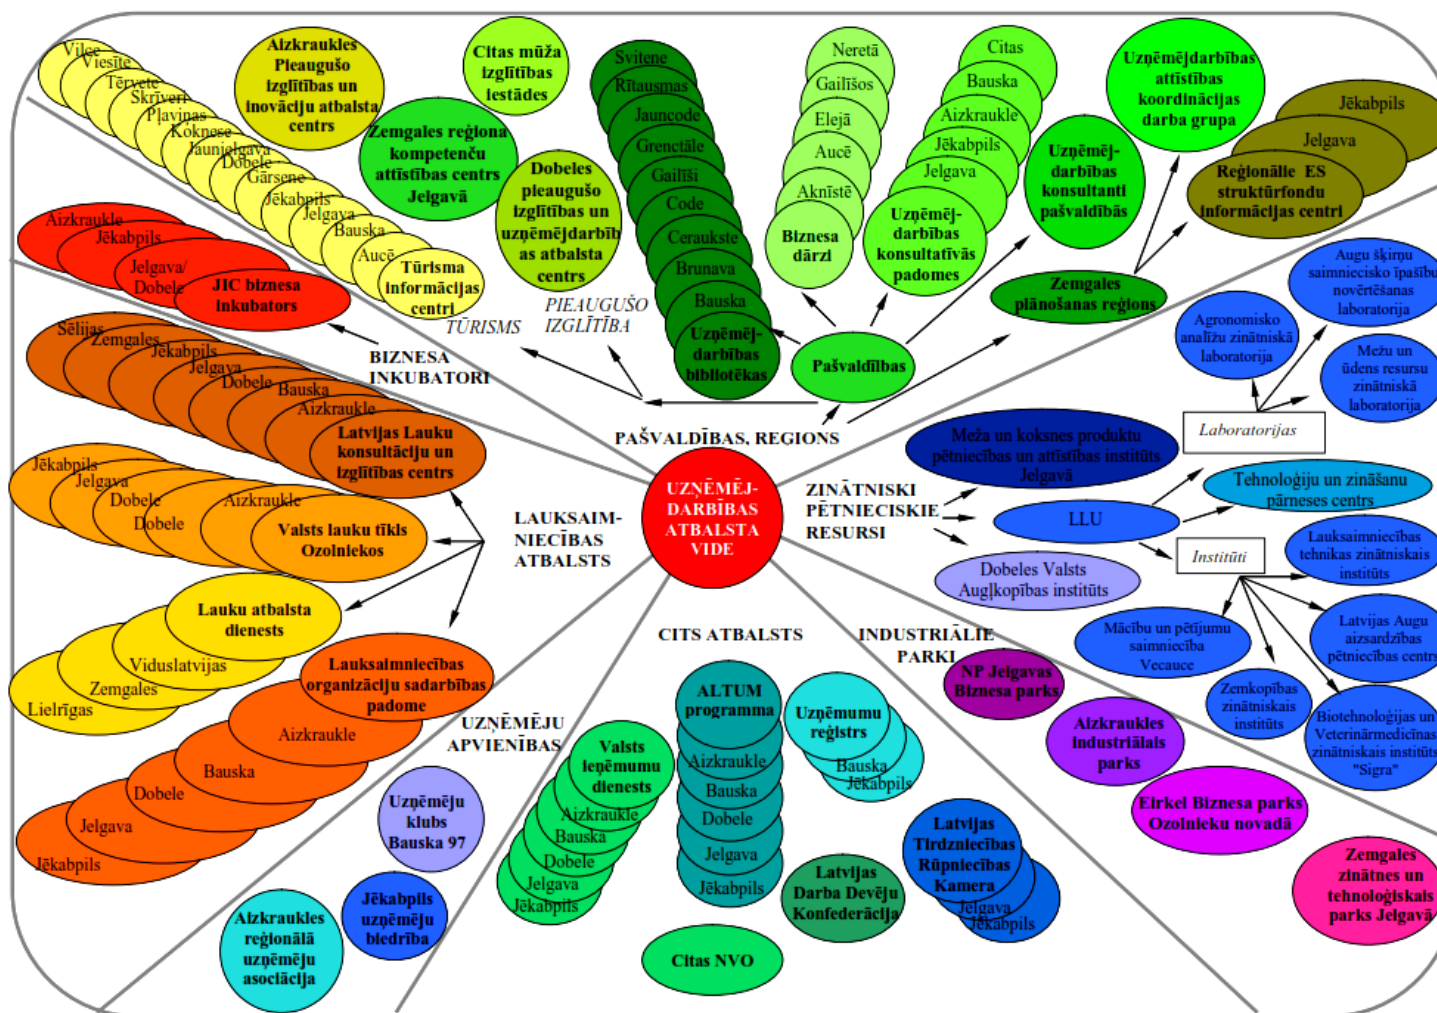 Vilce
Viesīte
Tērvete
Skrīveri
Pļaviņas
Koknese
Jaunjelgava
Dobele
Gārsene
Jēkabpils
Jelgava
Bauska
Aucē
Tūrisma
informācijas
centri
Aizkraukles
Pieaugušo
izglītības un
inovāciju atbalsta
centrs
Citas mūža
izglītības
iestādes
Zemgales reģiona
kompetenču
attīstības centrs
Jelgavā
Dobeles
pieaugušo
izglītības un
uzņēmējdarbīb
as atbalsta
centrs
Svitene
Rītausmas
Jauncode
Grenctāle
Gailīši
Code
Ceraukste
Brunava
Bauska
Uzņēmēj-
darbības
bibliotēkas
Neretā
Gailīšos
Elejā
Aucē
Aknīstē
Biznesa
dārzi
Citas
Bauska
Aizkraukle
Jēkabpils
Jelgava
Uzņēmēj-
darbības
konsultatīvās
padomes
Uzņēmēj-
darbības
konsultanti
pašvaldībās
Uzņēmējdarbības
attīstības
koordinācijas
darba grupa
Jēkabpils
Jelgava
Reģionālie ES
struktūrfondu
informācijas centri
Zemgales
plānošanas reģions
Pašvaldības
TŪRISMS
PIEAUGUŠO
IZGLĪTĪBA
PAŠVALDĪBAS, REGIONS
Aizkraukle
Jēkabpils
Jelgava/
Dobele
JIC biznesa
inkubators
BIZNESA
INKUBATORI
Sēlijas
Zemgales
Jēkabpils
Jelgava
Dobele
Bauska
Aizkraukle
Latvijas Lauku
konsultāciju un
izglītības centrs
Jēkabpils
Jelgava
Dobele
Dobele
Aizkraukle
Valsts lauku tīkls
Ozolniekos
LAUKSAIM-
NIECĪBAS
ATBALSTS
Lauku atbalsta
dienests
Viduslatvijas
Zemgales
Lielrīgas
Lauksaimniecības
organizāciju sadarbības
padome
Aizkraukle
Bauska
Dobele
Jelgava
Jēkabpils
UZŅĒMĒJ-
DARBĪBAS
ATBALSTA
VIDE
ZINĀTNISKI
PĒTNIECISKIE
RESURSI
Meža un koksnes produktu
pētniecības un attīstības institūts
Jelgavā
LLU
Dobeles Valsts
Augļkopības institūts
Laboratorijas
Agronomisko
analīžu zinātniskā
laboratorija
Augu šķirņu
saimniecisko īpašību
novērtēšanas
laboratorija
Mežu un
ūdens resursu
zinātniskā
laboratorija
Tehnoloģiju un zināšanu
pārneses centrs
Institūti
Lauksaimniecības
tehnikas zinātniskais
institūts
Latvijas Augu
aizsardzības
pētniecības centrs
Mācību un pētījumu
saimniecība
Vecauce
Zemkopības
zinātniskais
institūts
Biotehnoloģijas un
Veterinārmedicīnas
zinātniskais institūts
"Sigra"
INDUSTRIĀLIE
PARKI
NP Jelgavas
Biznesa parks
Aizkraukles
industriālais
parks
Eirkel Biznesa parks
Ozolnieku novadā
Zemgales
zinātnes un
tehnoloģiskais
parks Jelgavā
CITS ATBALSTS
ALTUM
programma
Aizkraukle
Bauska
Dobele
Jelgava
Jēkabpils
Uzņēmumu
reģistrs
Bauska
Jēkabpils
Valsts
ieņēmumu
dienests
Aizkraukle
Bauska
Dobele
Jelgava
Jēkabpils
Latvijas
Darba Devēju
Konfederācija
Latvijas
Tirdzniecības
Rūpniecības
Kamera
Jelgava
Jēkabpils
Citas NVO
UZŅĒMĒJU
APVIENĪBAS
Uzņēmēju
klubs
Bauska 97
Jēkabpils
uzņēmēju
biedrība
Aizkraukles
reģionālā
uzņēmēju
asociācija